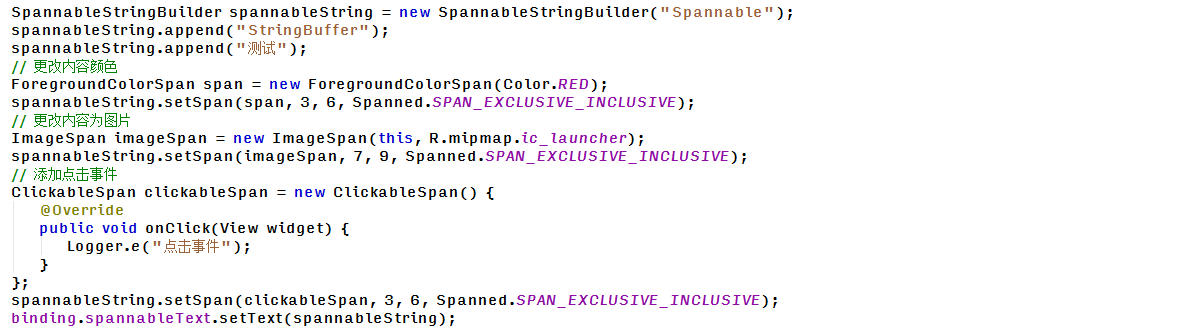 SpannableStringBuilder spannableString = new SpannableStringBuilder("Spannable");
spannableString.append("StringBuffer");
spannableString.append("测试");
// 更改内容颜色
ForegroundColorSpan span = new ForegroundColorSpan(Color.RED);
spannableString.setSpan(span, 3, 6, Spanned.SPAN_EXCLUSIVE_INCLUSIVE);
// 更改内容为图片
ImageSpan imageSpan = new ImageSpan(this, R.mipmap.ic_launcher);
spannableString.setSpan(imageSpan, 7, 9, Spanned.SPAN_EXCLUSIVE_INCLUSIVE);
// 添加点击事件
ClickableSpan clickableSpan = new ClickableSpan() {
    @Override
    public void onClick(View widget) {
        Logger.e("点击事件");
    }
};
spannableString.setSpan(clickableSpan, 3, 6, Spanned.SPAN_EXCLUSIVE_INCLUSIVE);
binding.spannableText.setText(spannableString);